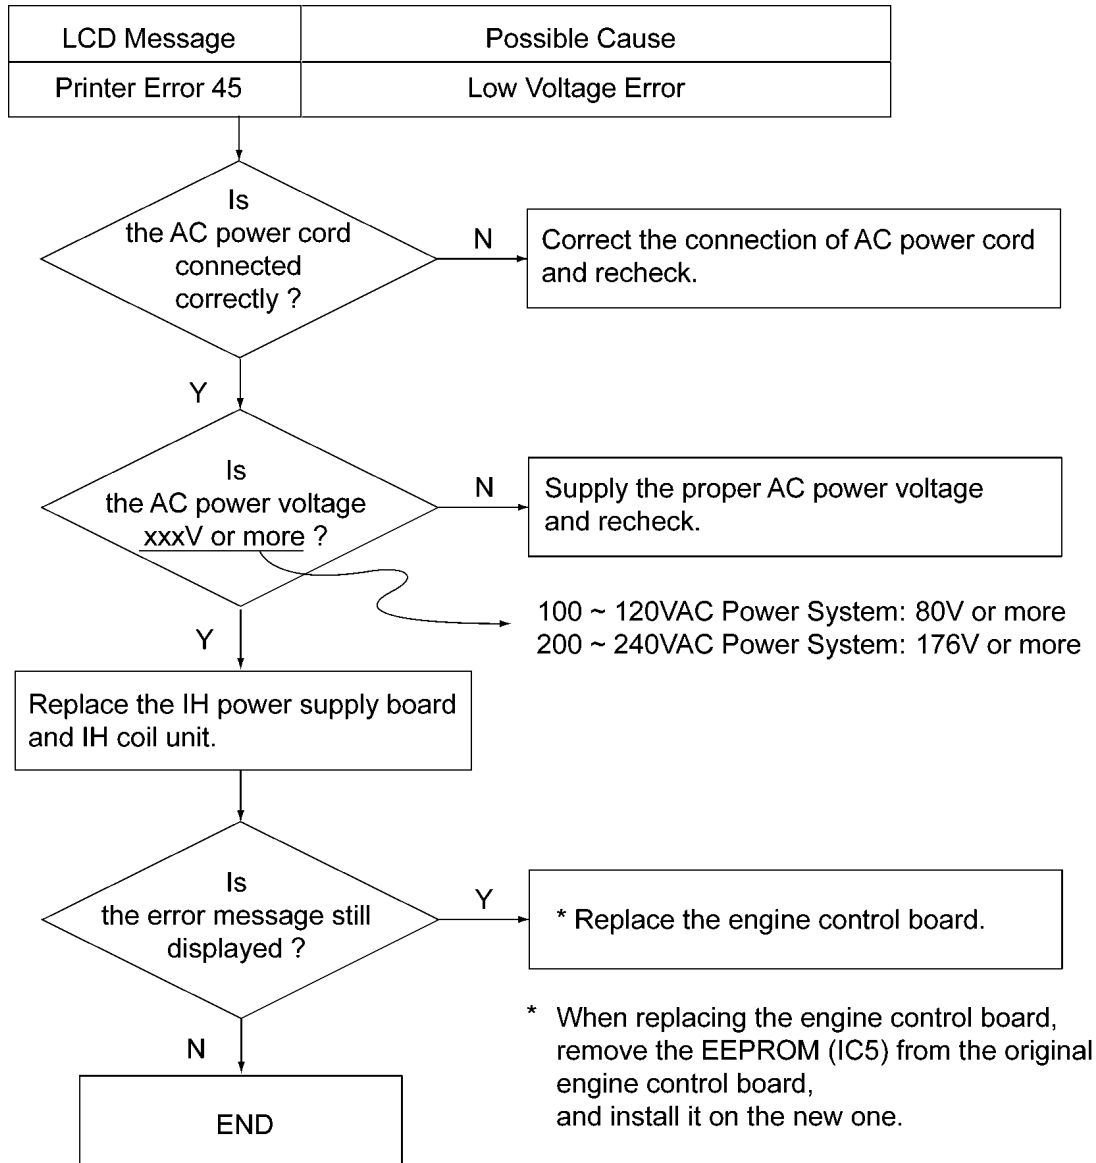 LCD Message Possible Cause
Printer Error 45 Low Voltage Error
Is
the AC power cord
connected
correctly ?
N
Correct the connection of AC power cord
and recheck.
Y
Is
the AC power voltage
xxxV or more ?
N
Supply the proper AC power voltage
and recheck.
100 ~ 120VAC Power System: 80V or more
200 ~ 240VAC Power System: 176V or more
Y
Replace the IH power supply board
and IH coil unit.
Is
the error message still
displayed ?
Y
* Replace the engine control board.
* When replacing the engine control board,
remove the EEPROM (IC5) from the original
engine control board,
and install it on the new one.
N
END